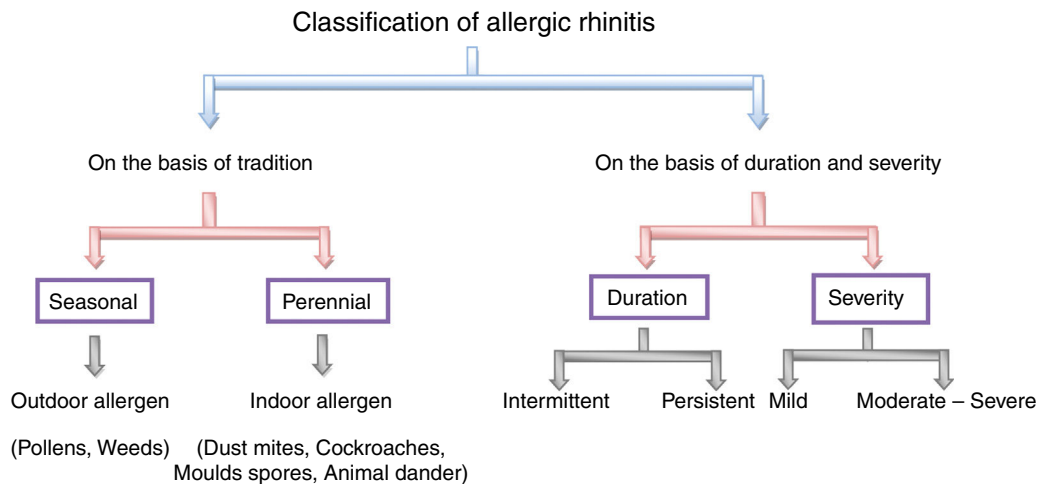 Classification of allergic rhinitis
On the basis of tradition
On the basis of duration and severity
Seasonal
Perennial
Duration
Severity
Outdoor allergen
Indoor allergen
Intermittent
Persistent
Mild
Moderate – Severe
(Pollens, Weeds)
(Dust mites, Cockroaches,
Moulds spores, Animal dander)